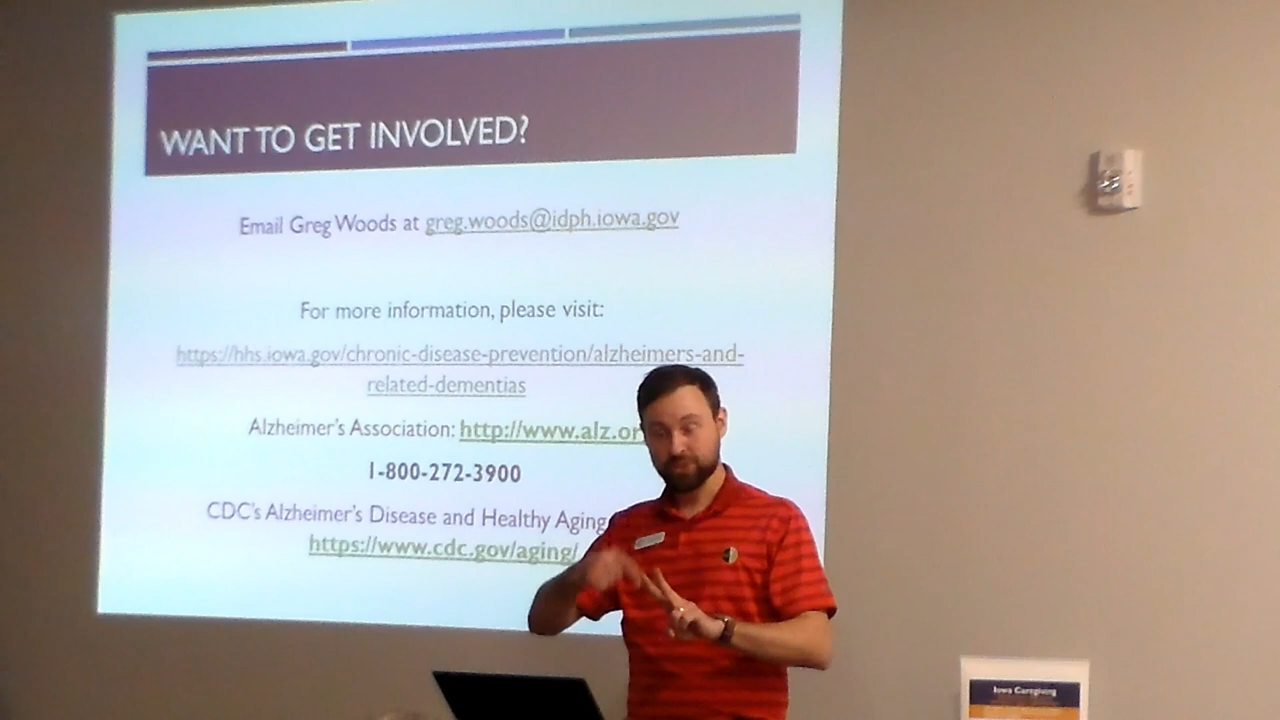 WANT TO GET INVOLVED?
Email Greg Woods at greg.woods@idph.iowa.gov
For more information, please visit:
https://hhs.iowa.gov/chronic-disease-prevention/alzheimers-and-
related-dementias
Alzheimer's Association: http://www.alz.or
1-800-272-3900
CDC's Alzheimer's Disease and Healthy Aging
https://www.cdc.gov/aging/
Iowa Caregiving